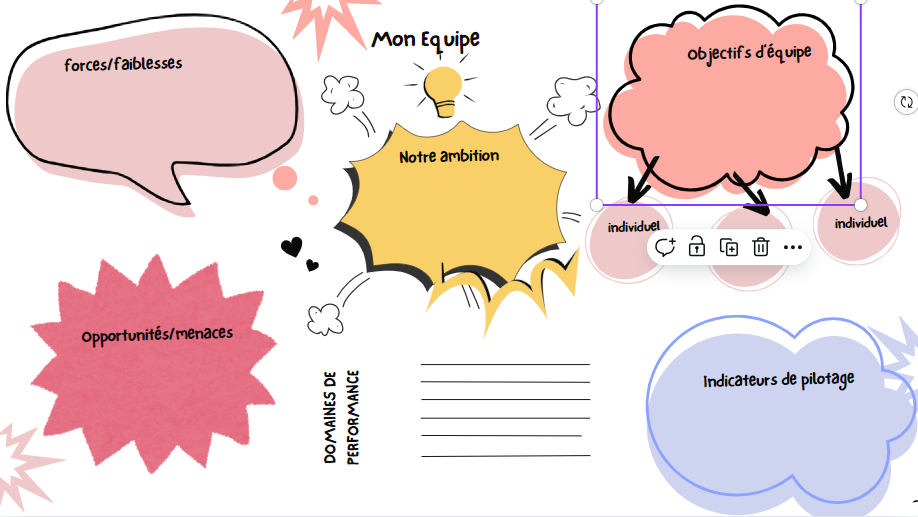 Mon Equipe
forces/faiblesses
Objectifs d'équipe
Notre ambition
individuel
individuel
Opportunités/menaces
Indicateurs de pilotage
DOMAINES DE
PERFORMANCE